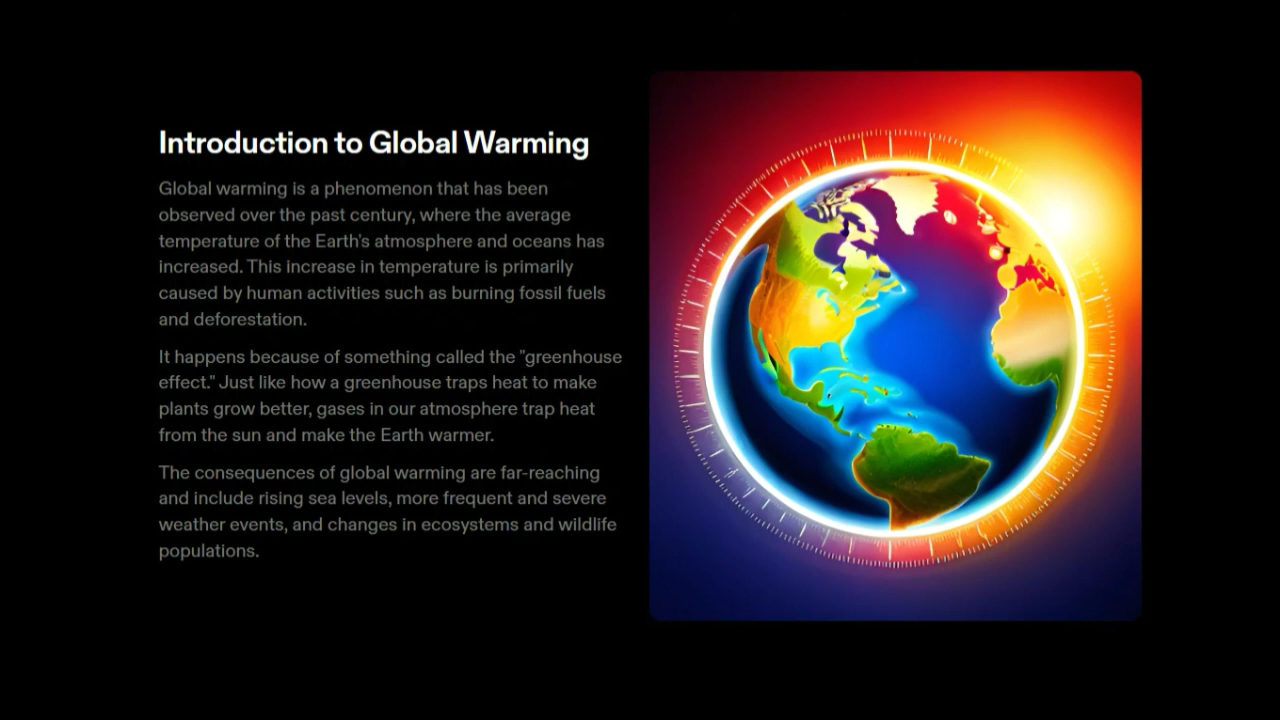 Introduction to Global Warming
Global warming is a phenomenon that has been
observed over the past century, where the average
temperature of the Earth's atmosphere and oceans has
increased. This increase in temperature is primarily
caused by human activities such as burning fossil fuels
and deforestation.
It happens because of something called the "greenhouse
effect." Just like how a greenhouse traps heat to make
plants grow better, gases in our atmosphere trap heat
from the sun and make the Earth warmer.
The consequences of global warming are far-reaching
and include rising sea levels, more frequent and severe
weather events, and changes in ecosystems and wildlife
populations.